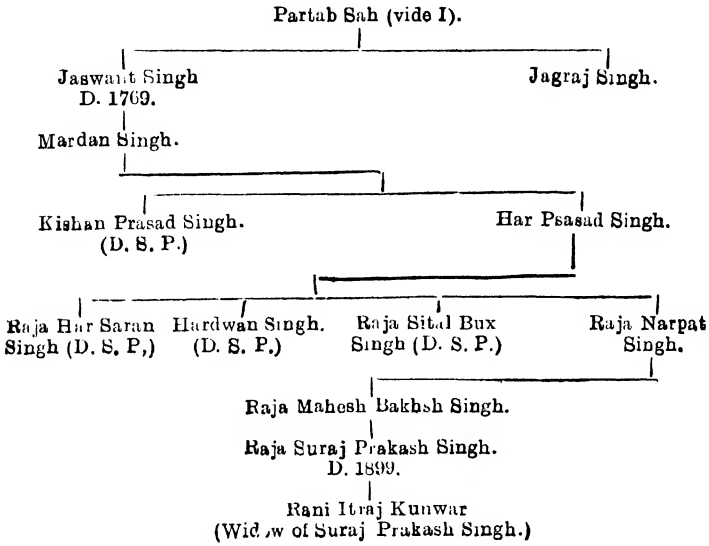 Partab Sah (vide I).
Jaswant Singh
D. 1769.
Jagraj Singh.
Mardan Singh.
Kishan Prasad Singh.
(D. S. P.)
Har Psasad Singh.
Raja Har Saran
Singh (D. S. P,)
Hardwan Singh.
(D. S. P.)
Raja Sital Bux
Singh (D. S. P.)
Raja Narpat
Singh.
Raja Mahesh Bakhsh Singh.
Raja Suraj Prakash Singh.
D. 1899.
Rani Itraj Kunwar
(Widow of Suraj Prakash Singh.)